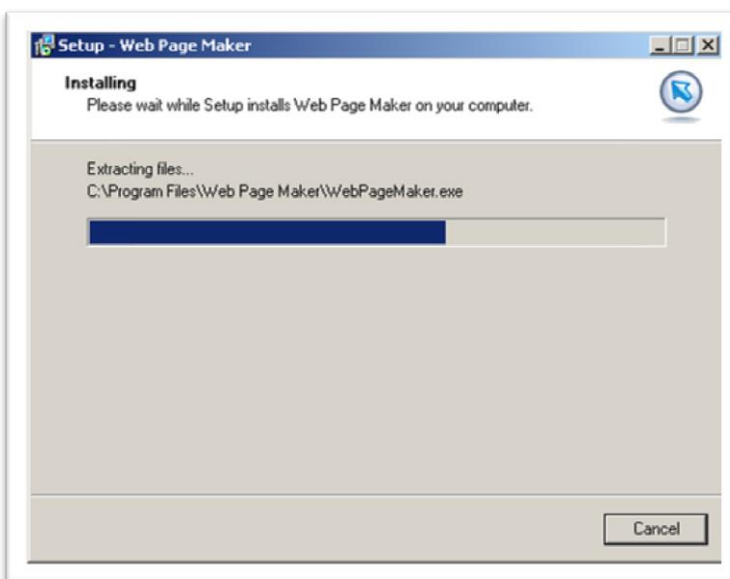 Setup - Web Page Maker
Installing
Please wait while Setup installs Web Page Maker on your computer.
Extracting files...
C:\Program Files\Web Page Maker\WebPageMaker.exe
Cancel